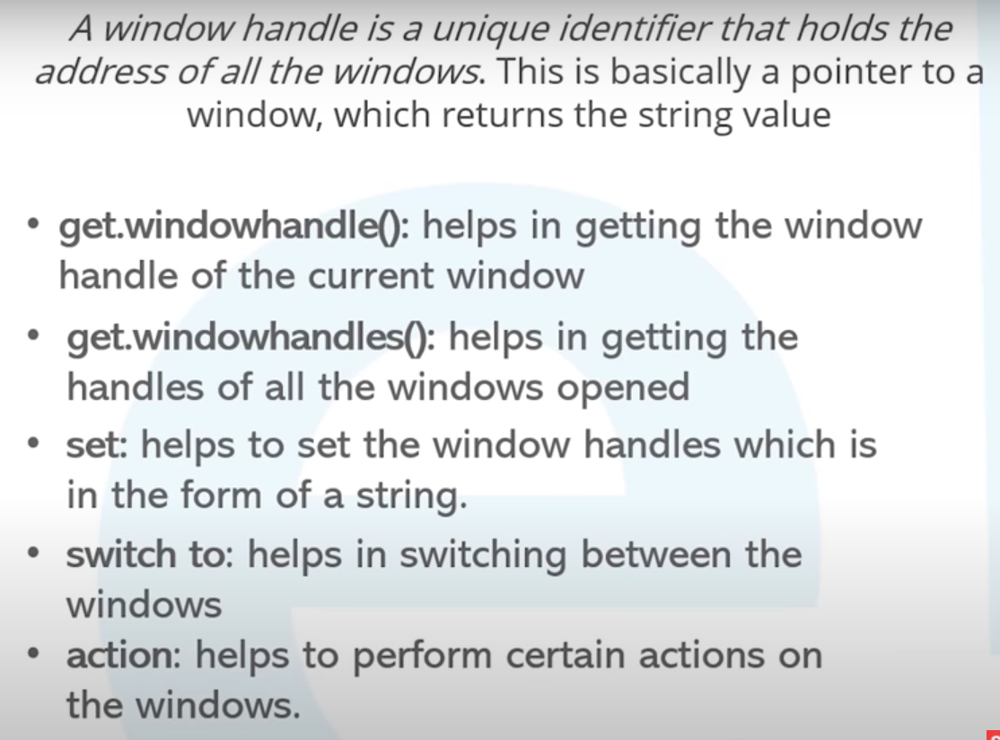 A window handle is a unique identifier that holds the
address of all the windows. This is basically a pointer to a
window, which returns the string value
• get.windowhandle(): helps in getting the window
handle of the current window
• get.windowhandles(): helps in getting the
handles of all the windows opened
• set: helps to set the window handles which is
in the form of a string.
• switch to: helps in switching between the
windows
• action: helps to perform certain actions on
the windows.